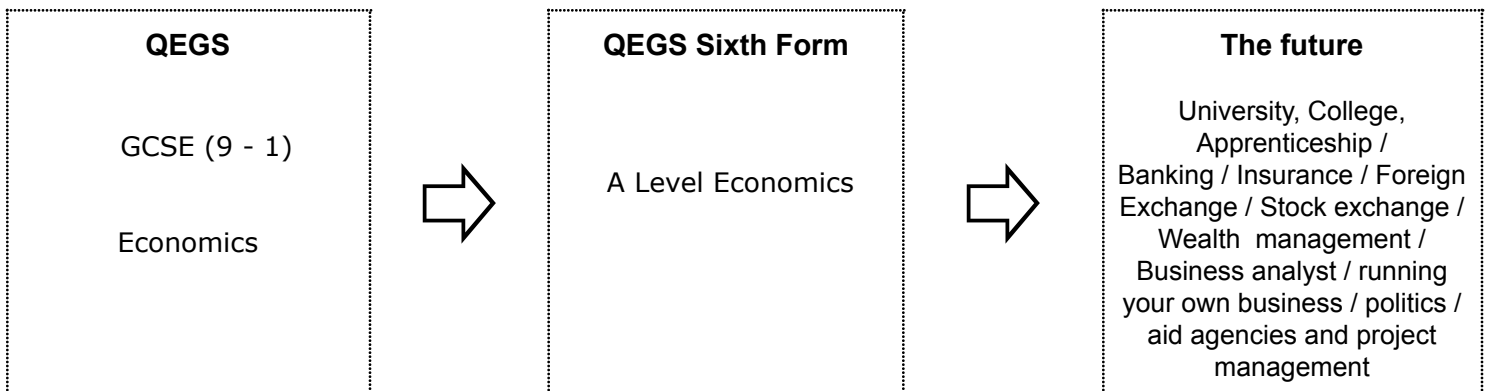 QEGS
GCSE (9 - 1)
Economics
QEGS Sixth Form
A Level Economics
The future
University, College,
Apprenticeship /
Banking / Insurance / Foreign
Exchange / Stock exchange /
Wealth management /
Business analyst / running
your own business / politics /
aid agencies and project
management